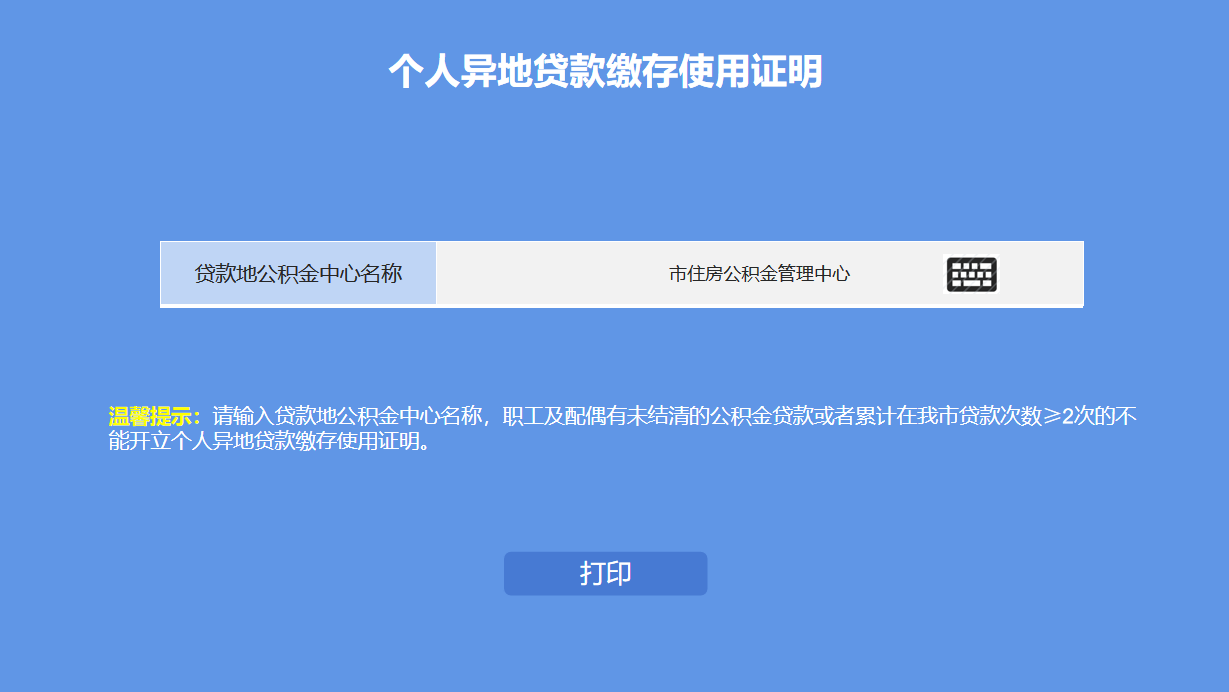 个人异地贷款缴存使用证明
贷款地公积金中心名称 市住房公积金管理中心
温馨提示：请输入贷款地公积金中心名称，职工及配偶有未结清的公积金贷款或者累计在我市贷款次数≥2次的不
能开立个人异地贷款缴存使用证明。
打印